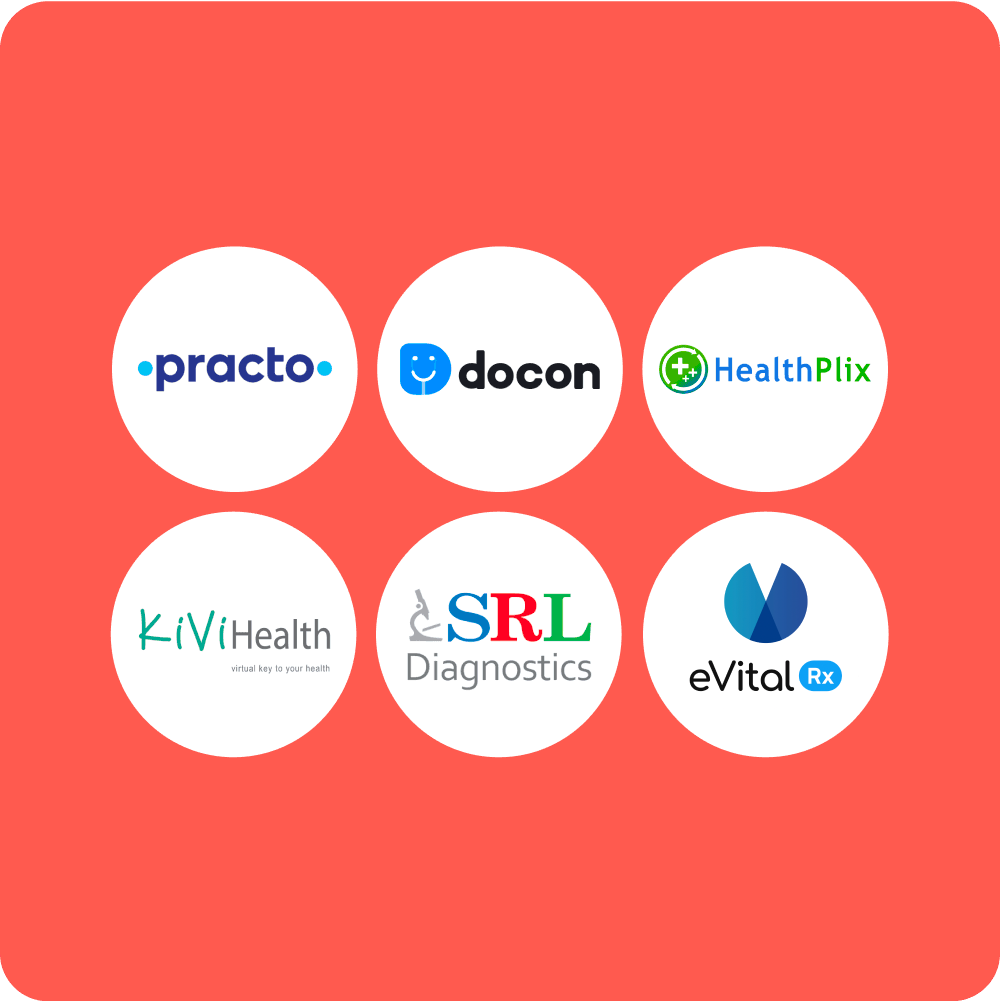 practo
docon
HealthPlix
KiViHealth
virtual key to your health
SRL
Diagnostics
eVital Rx